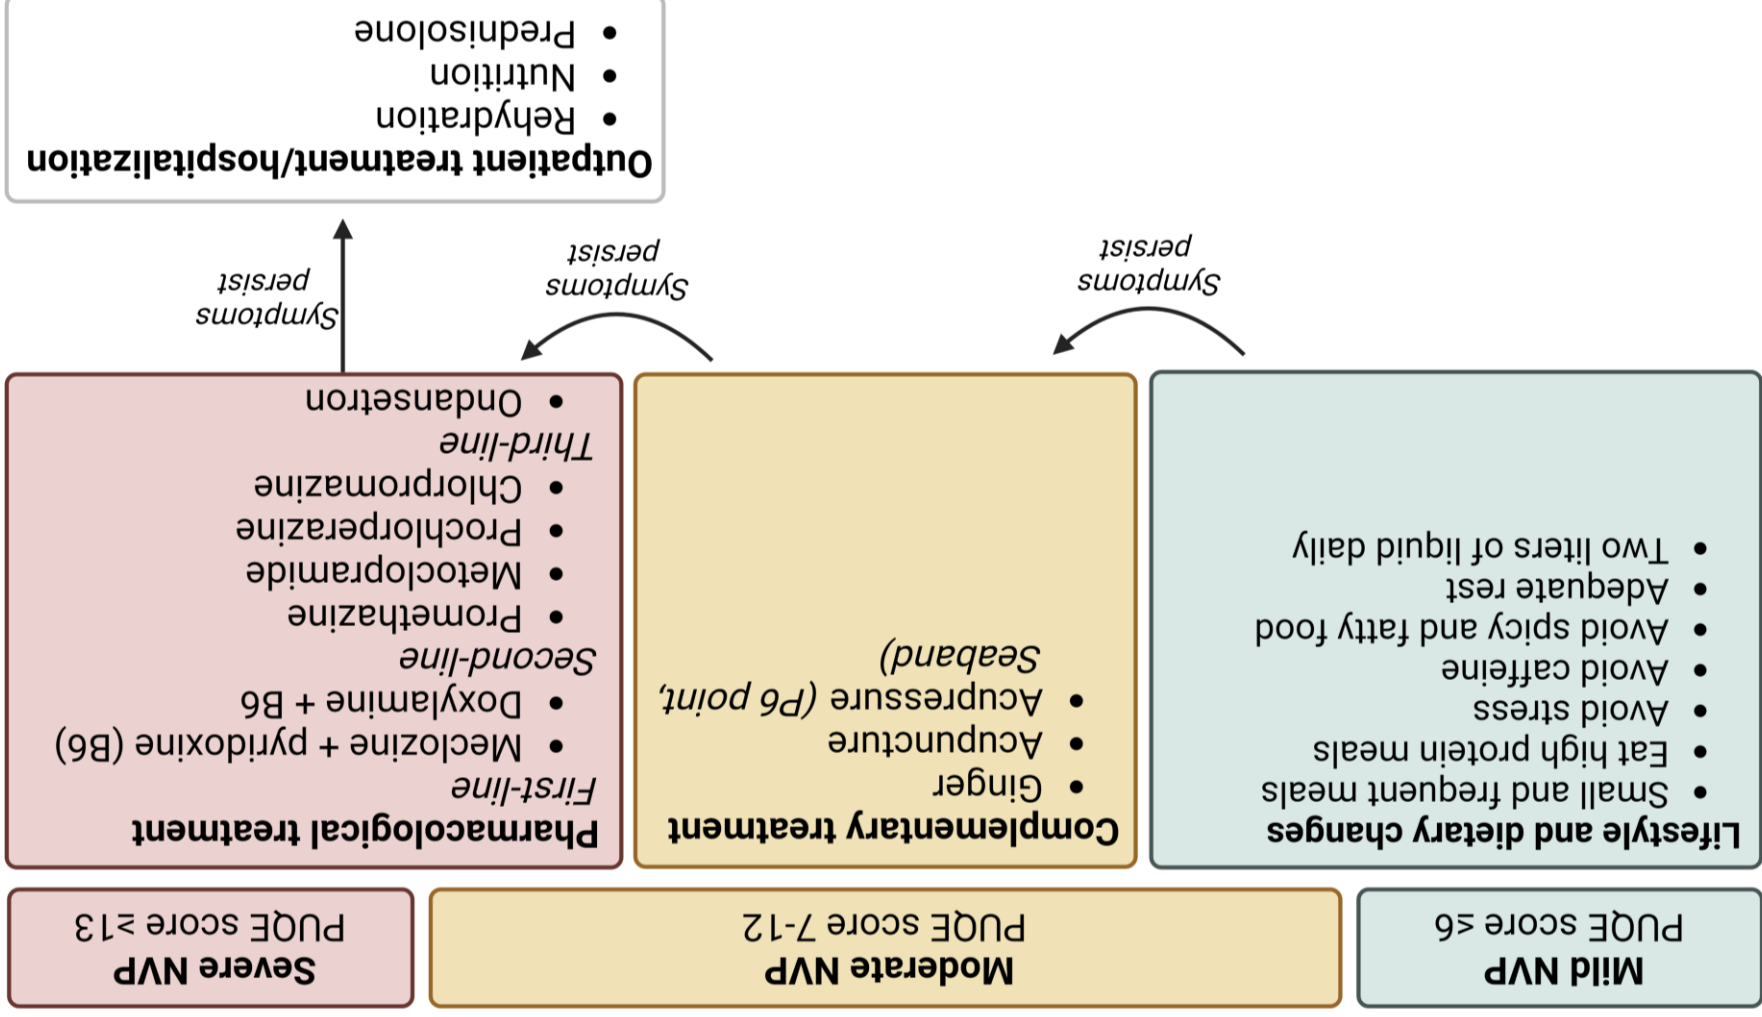 Mild NVP
PUQE score ≤6
Moderate NVP
PUQE score 7-12
Severe NVP
PUQE score ≥13
Lifestyle and dietary changes
• Small and frequent meals
• Eat high protein meals
• Avoid stress
• Avoid caffeine
• Avoid spicy and fatty food
• Adequate rest
• Two liters of liquid daily
Complementary treatment
• Ginger
• Acupuncture
• Acupressure (P6 point,
Seaband)
Pharmacological treatment
First-line
• Meclozine + pyridoxine (B6)
• Doxylamine + B6
Second-line
• Promethazine
• Metoclopramide
• Prochlorperazine
• Chlorpromazine
Third-line
• Ondansetron
Symptoms
persist
Symptoms
persist
Symptoms
persist
Outpatient treatment/hospitalization
• Rehydration
• Nutrition
• Prednisolone